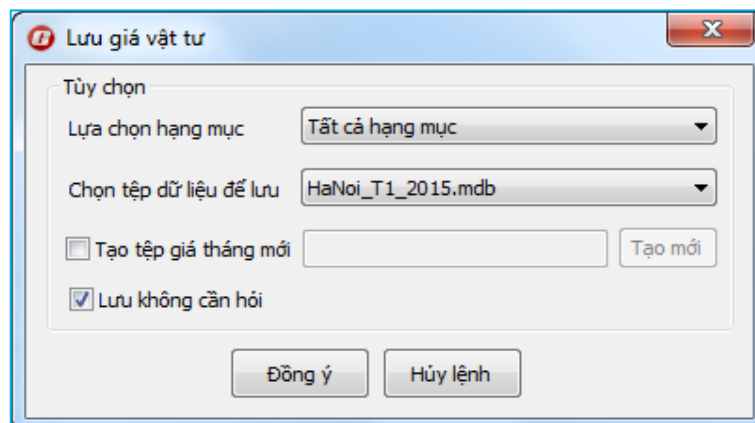 Lưu giá vật tư
Tùy chọn
Lựa chọn hạng mục Tất cả hạng mục
Chọn tệp dữ liệu để lưu HaNoi_T1_2015.mdb
Tạo tệp giá tháng mới Tạo mới
Lưu không cần hỏi
Đồng ý Hủy lệnh